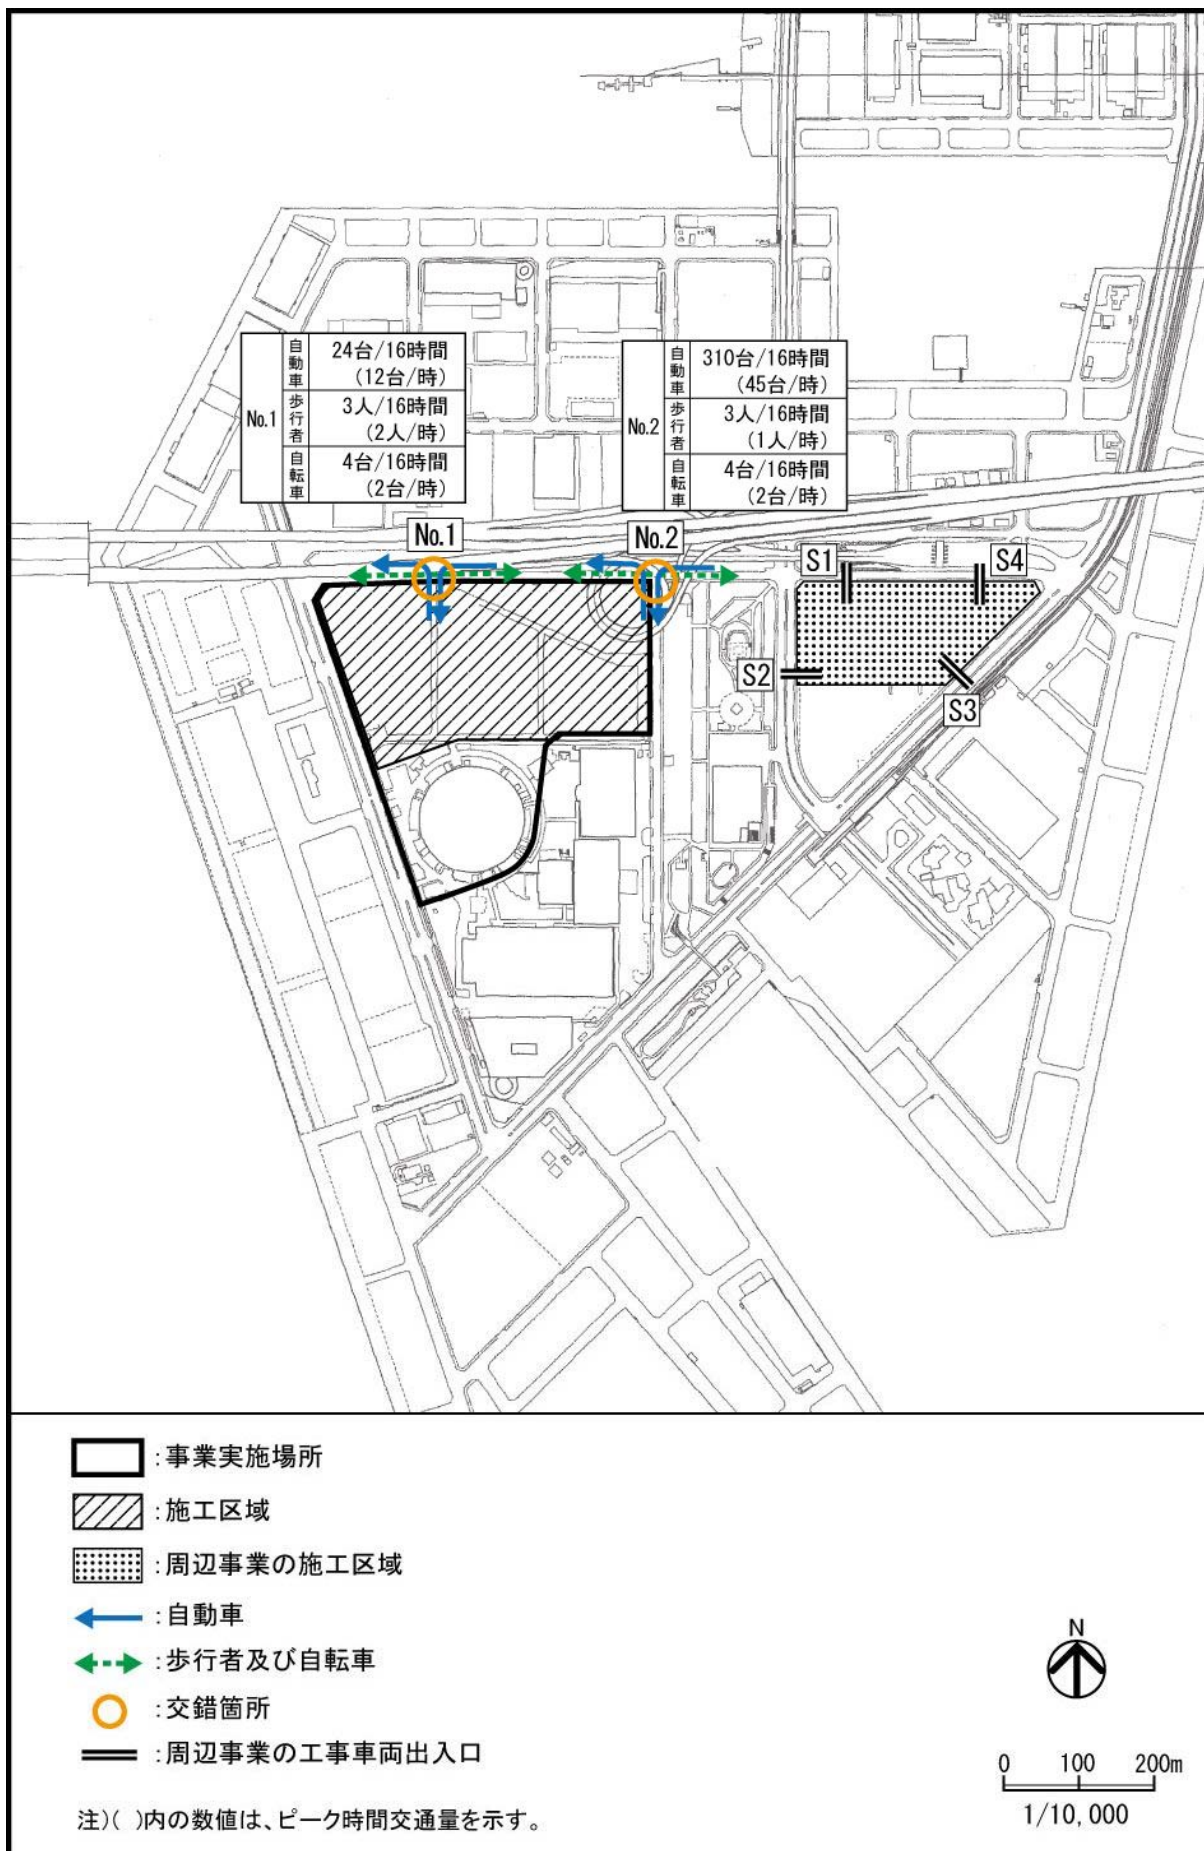 No.1
自動車
24台/16時間
(12台/時)
歩行者
3人/16時間
(2人/時)
自転車
4台/16時間
(2台/時)
No.2
自動車
310台/16時間
(45台/時)
歩行者
3人/16時間
(1人/時)
自転車
4台/16時間
(2台/時)
No.1
No.2
S1
S4
S2
S3
:事業実施場所
:施工区域
:周辺事業の施工区域
:自動車
:歩行者及び自転車
:交錯箇所
:周辺事業の工事車両出入口
注)( )内の数値は、ピーク時間交通量を示す。
N
0 100 200m
1/10,000